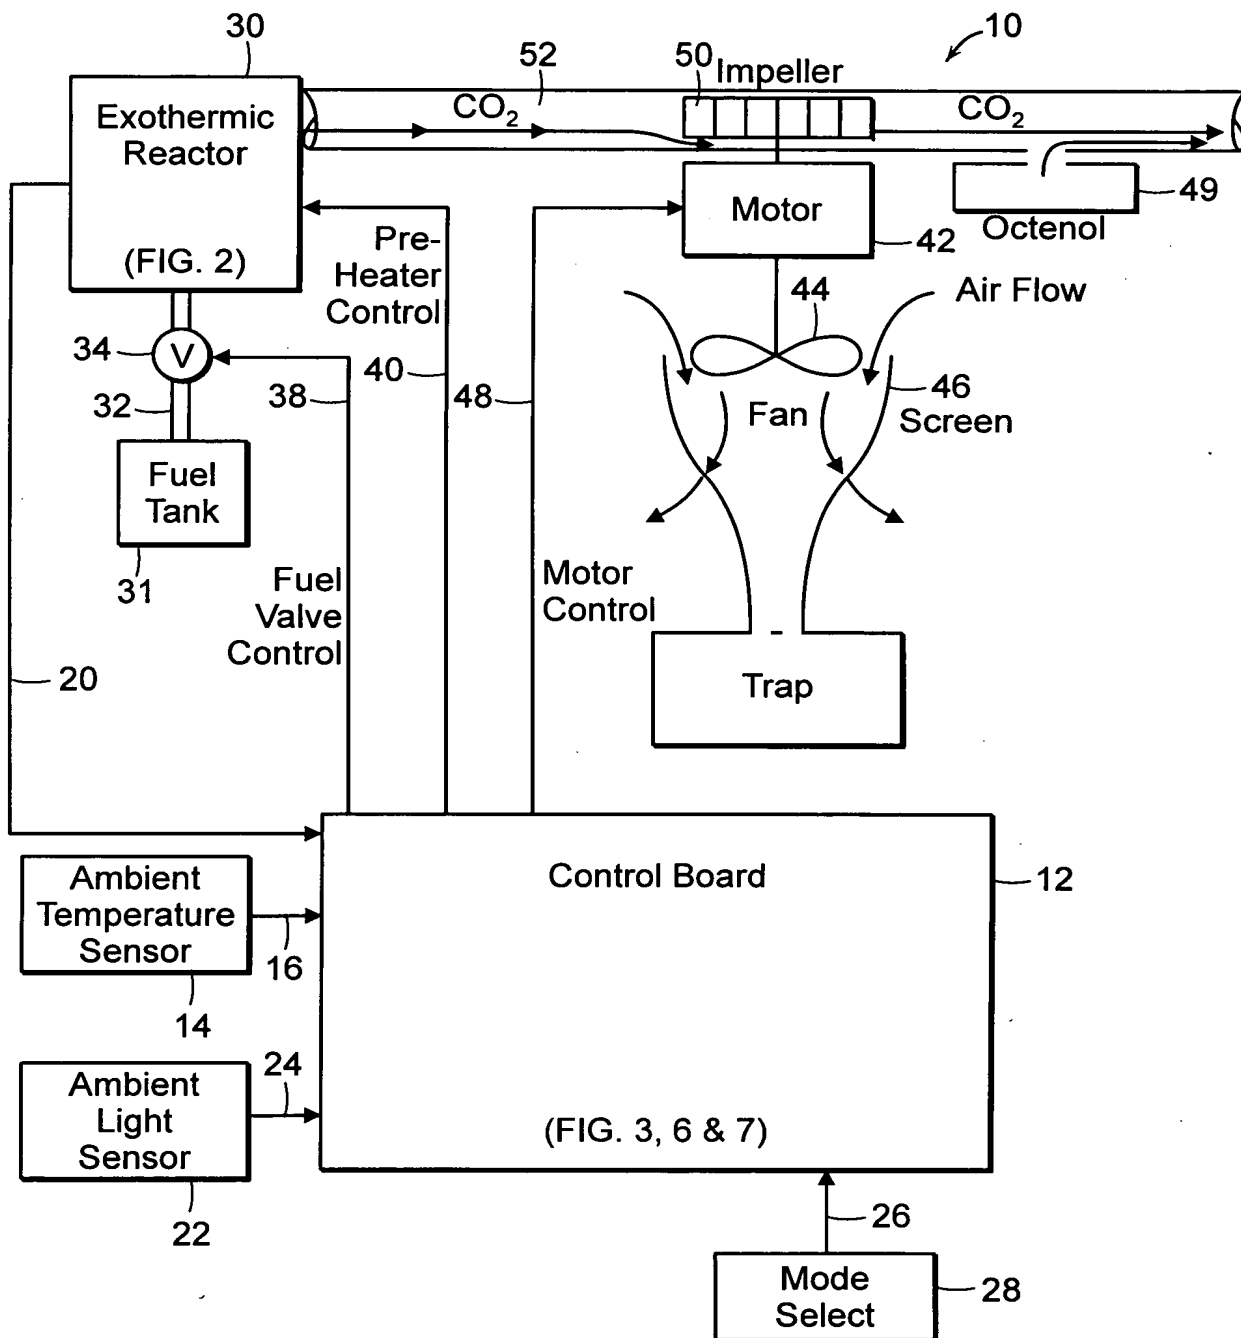 10
30
52
50
Impeller
Exothermic
Reactor
(FIG. 2)
CO₂
CO₂
Motor
42
Octenol
49
Pre-
Heater
Control
44
Air Flow
34
V
32
38
40
48
Fan
46
Screen
Fuel
Tank
31
Fuel
Valve
Control
Motor
Control
20
Trap
Control Board
12
(FIG. 3, 6 & 7)
Ambient
Temperature
Sensor
16
14
Ambient
Light
Sensor
24
22
26
Mode
Select
28